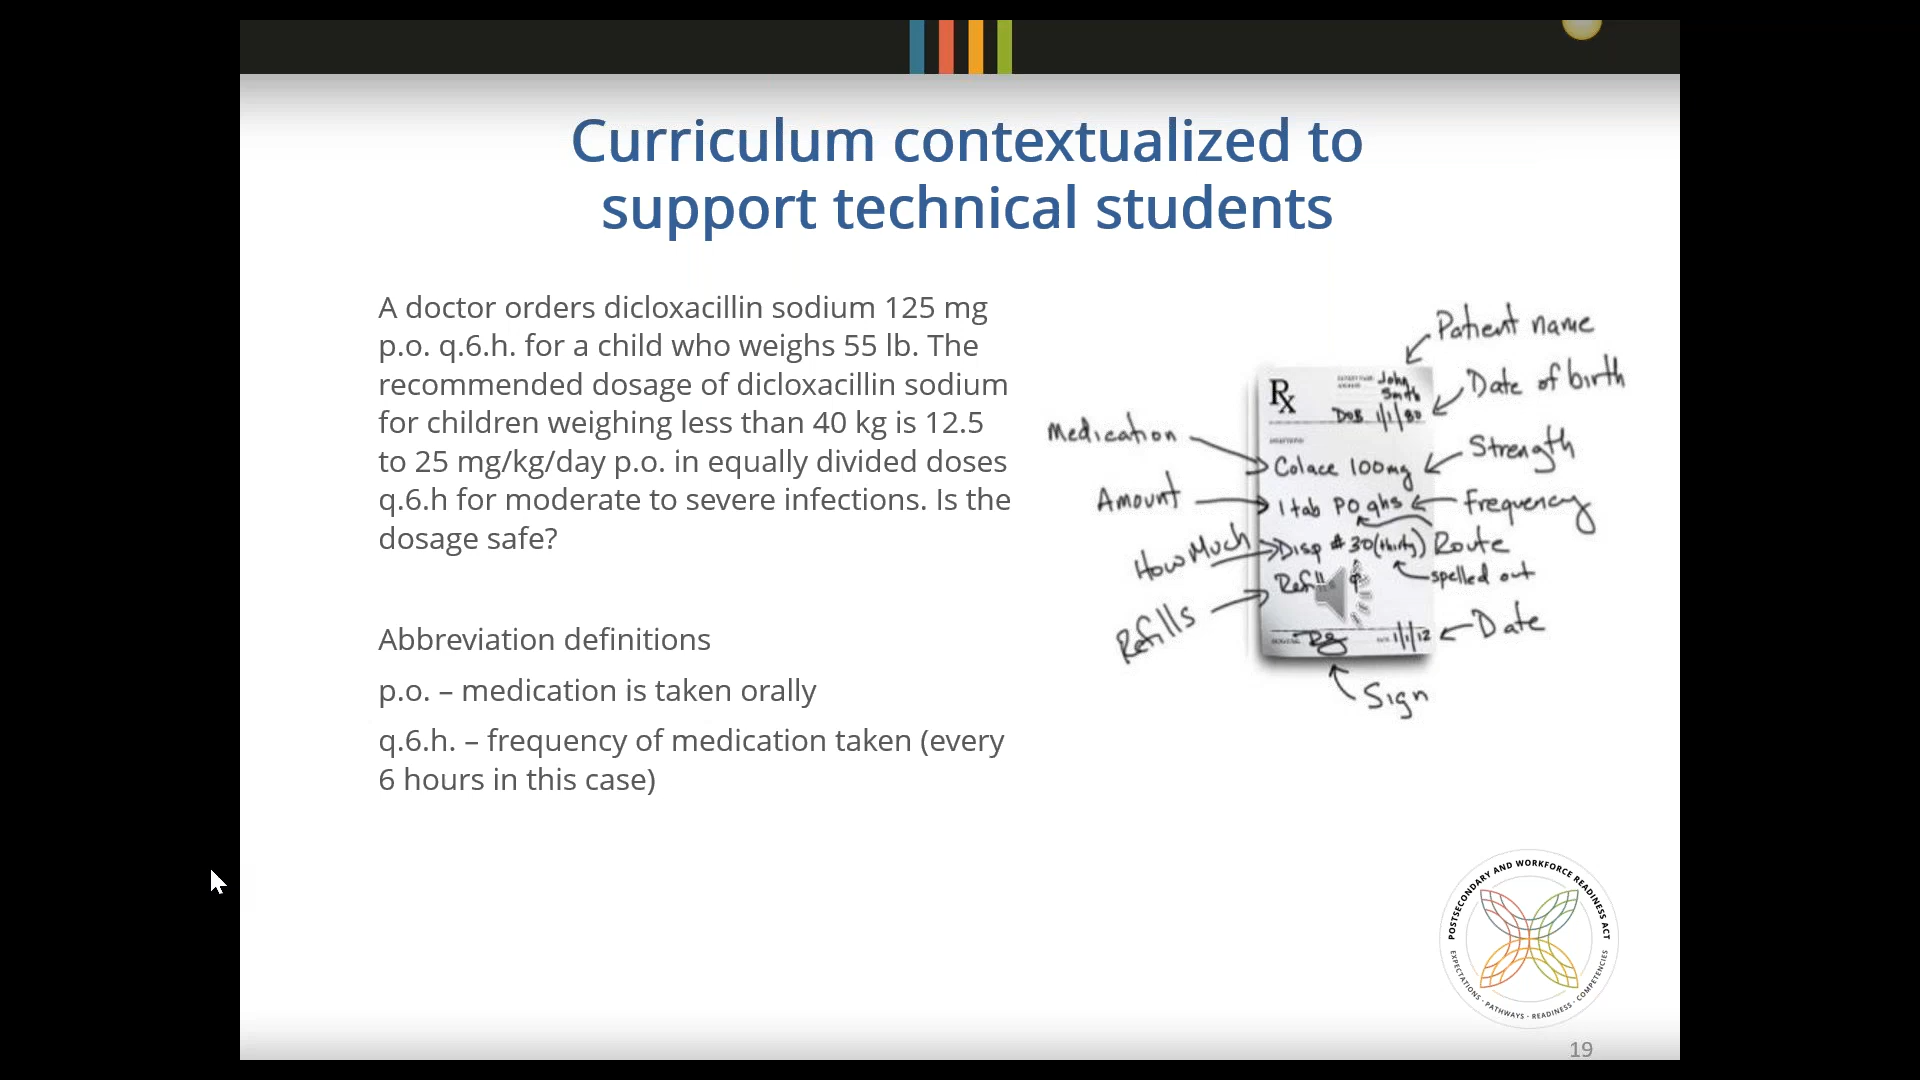 Curriculum contextualized to
support technical students
A doctor orders dicloxacillin sodium 125 mg
p.o. q.6.h. for a child who weighs 55 lb. The
recommended dosage of dicloxacillin sodium
for children weighing less than 40 kg is 12.5
to 25 mg/kg/day p.o. in equally divided doses
q.6.h for moderate to severe infections. Is the
dosage safe?
Abbreviation definitions
p.o. – medication is taken orally
q.6.h. – frequency of medication taken (every
6 hours in this case)
Patient name
Date of birth
Medication
Strength
Amount
Frequency
How Much
Route
spelled out
Refills
Date
Sign
Rx
John
Smith
DOB 1/1/80
Colace 100mg
1 tab PO qhs
Disp #30(thirty)
Refill
1/1/12
POSTSECONDARY AND WORKFORCE READINESS ACT
EXPECTATIONS · PATHWAYS · READINESS · COMPETENCIES
19